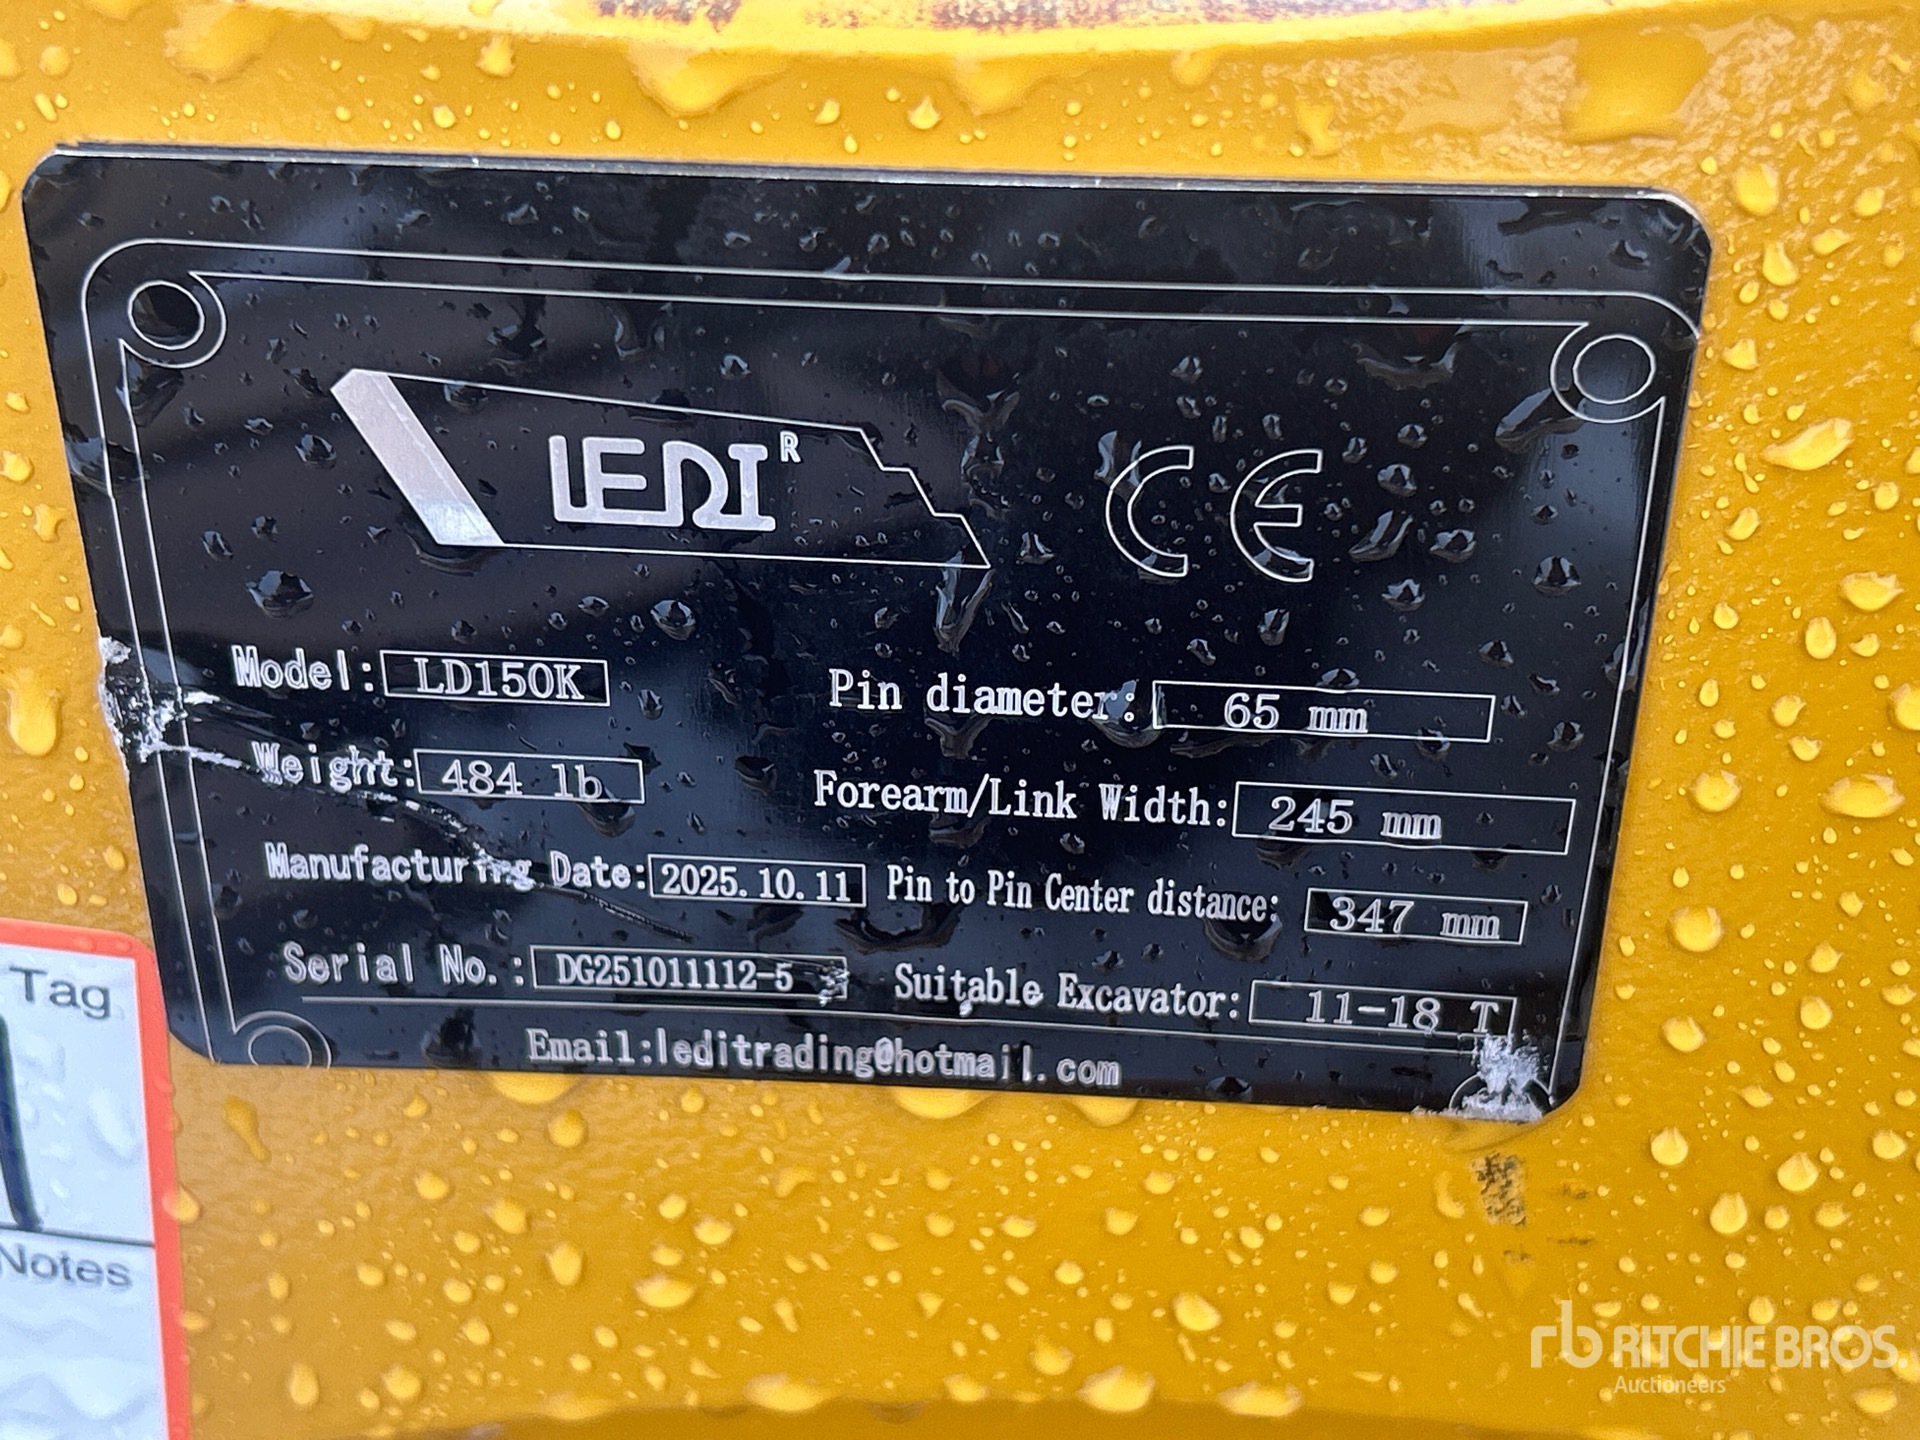 LEDI R CE
Model: LD150K
Pin diameter: 65 mm
Weight: 484 lb
Forearm/Link Width: 245 mm
Manufacturing Date: 2025.10.11
Pin to Pin Center distance: 347 mm
Serial No.: DG251011112-5
Suitable Excavator: 11-18 T
Email:leditrading@hotmail.com
Tag
Notes
rb RITCHIE BROS.
Auctioneers